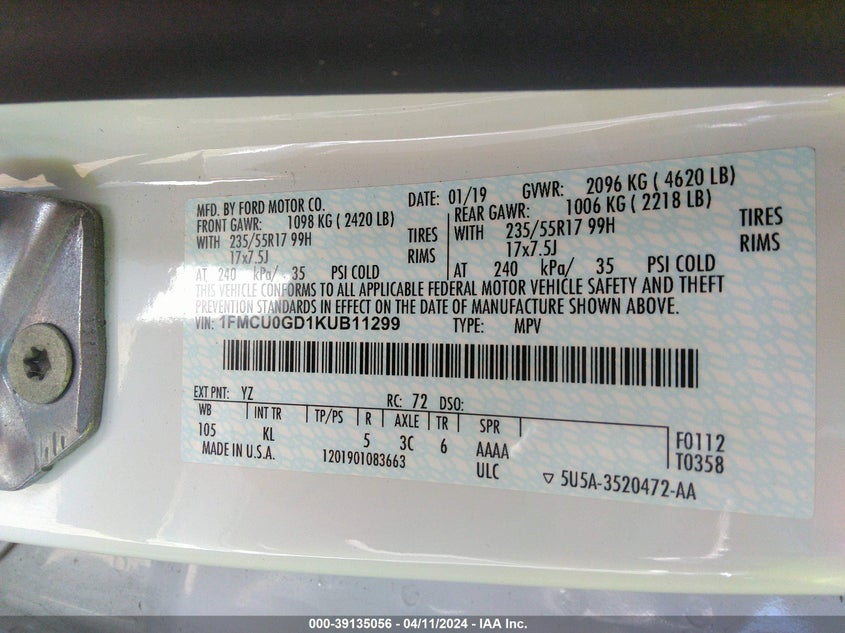 MFD. BY FORD MOTOR CO. DATE: 01/19 GVWR: 2096 KG ( 4620 LB)
FRONT GAWR: 1098 KG ( 2420 LB) REAR GAWR: 1006 KG ( 2218 LB)
WITH 235/55R17 99H TIRES WITH 235/55R17 99H TIRES
17x7.5J RIMS 17x7.5J RIMS
AT 240 kPa/ 35 PSI COLD AT 240 kPa/ 35 PSI COLD
THIS VEHICLE CONFORMS TO ALL APPLICABLE FEDERAL MOTOR VEHICLE SAFETY AND THEFT
PREVENTION STANDARDS IN EFFECT ON THE DATE OF MANUFACTURE SHOWN ABOVE.
VIN: 1FMCU0GD1KUB11299 TYPE: MPV
EXT PNT: YZ RC: 72 DSO:
WB INT TR TP/PS R AXLE TR SPR
105 KL 5 3C 6 AAAA F0112
MADE IN U.S.A. 1201901083663 ULC T0358
▽ 5U5A-3520472-AA
000-39135056 - 04/11/2024 - IAA Inc.